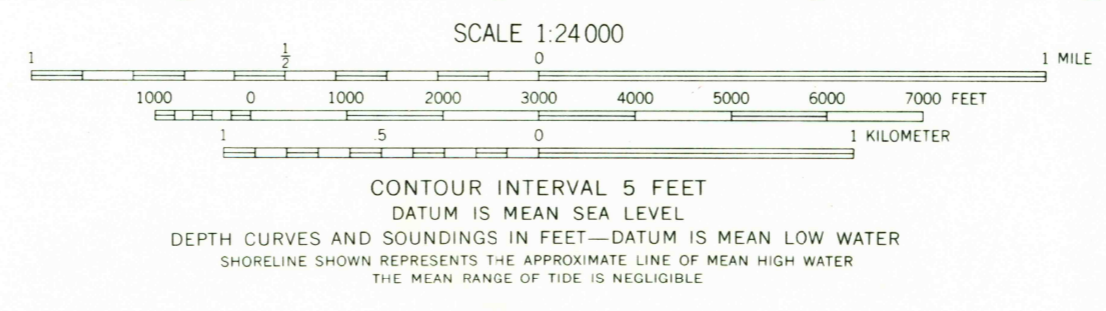 SCALE 1:24 000
1 1/2 0 1 MILE
1000 0 1000 2000 3000 4000 5000 6000 7000 FEET
1 .5 0 1 KILOMETER
CONTOUR INTERVAL 5 FEET
DATUM IS MEAN SEA LEVEL
DEPTH CURVES AND SOUNDINGS IN FEET—DATUM IS MEAN LOW WATER
SHORELINE SHOWN REPRESENTS THE APPROXIMATE LINE OF MEAN HIGH WATER
THE MEAN RANGE OF TIDE IS NEGLIGIBLE